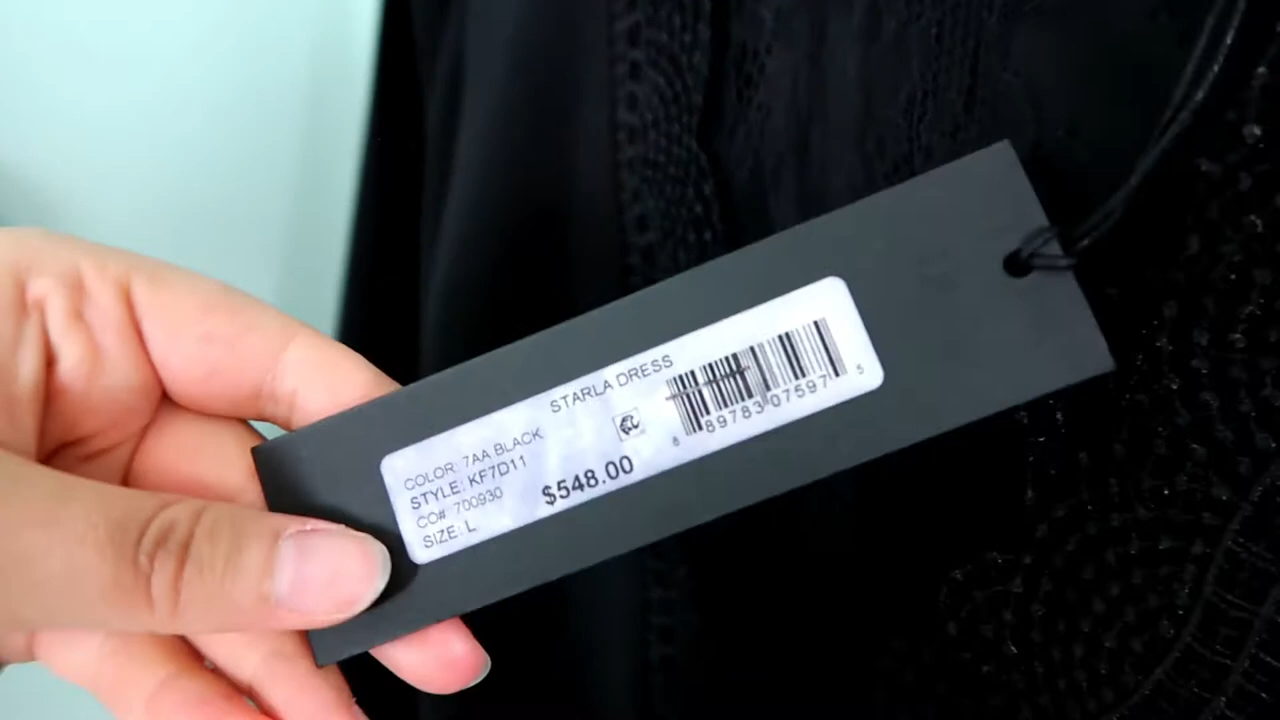 STARLA DRESS
COLOR: 7AA BLACK
STYLE: KF7D11
CO# 700930
SIZE: L
$548.00
8 89783 07597 5